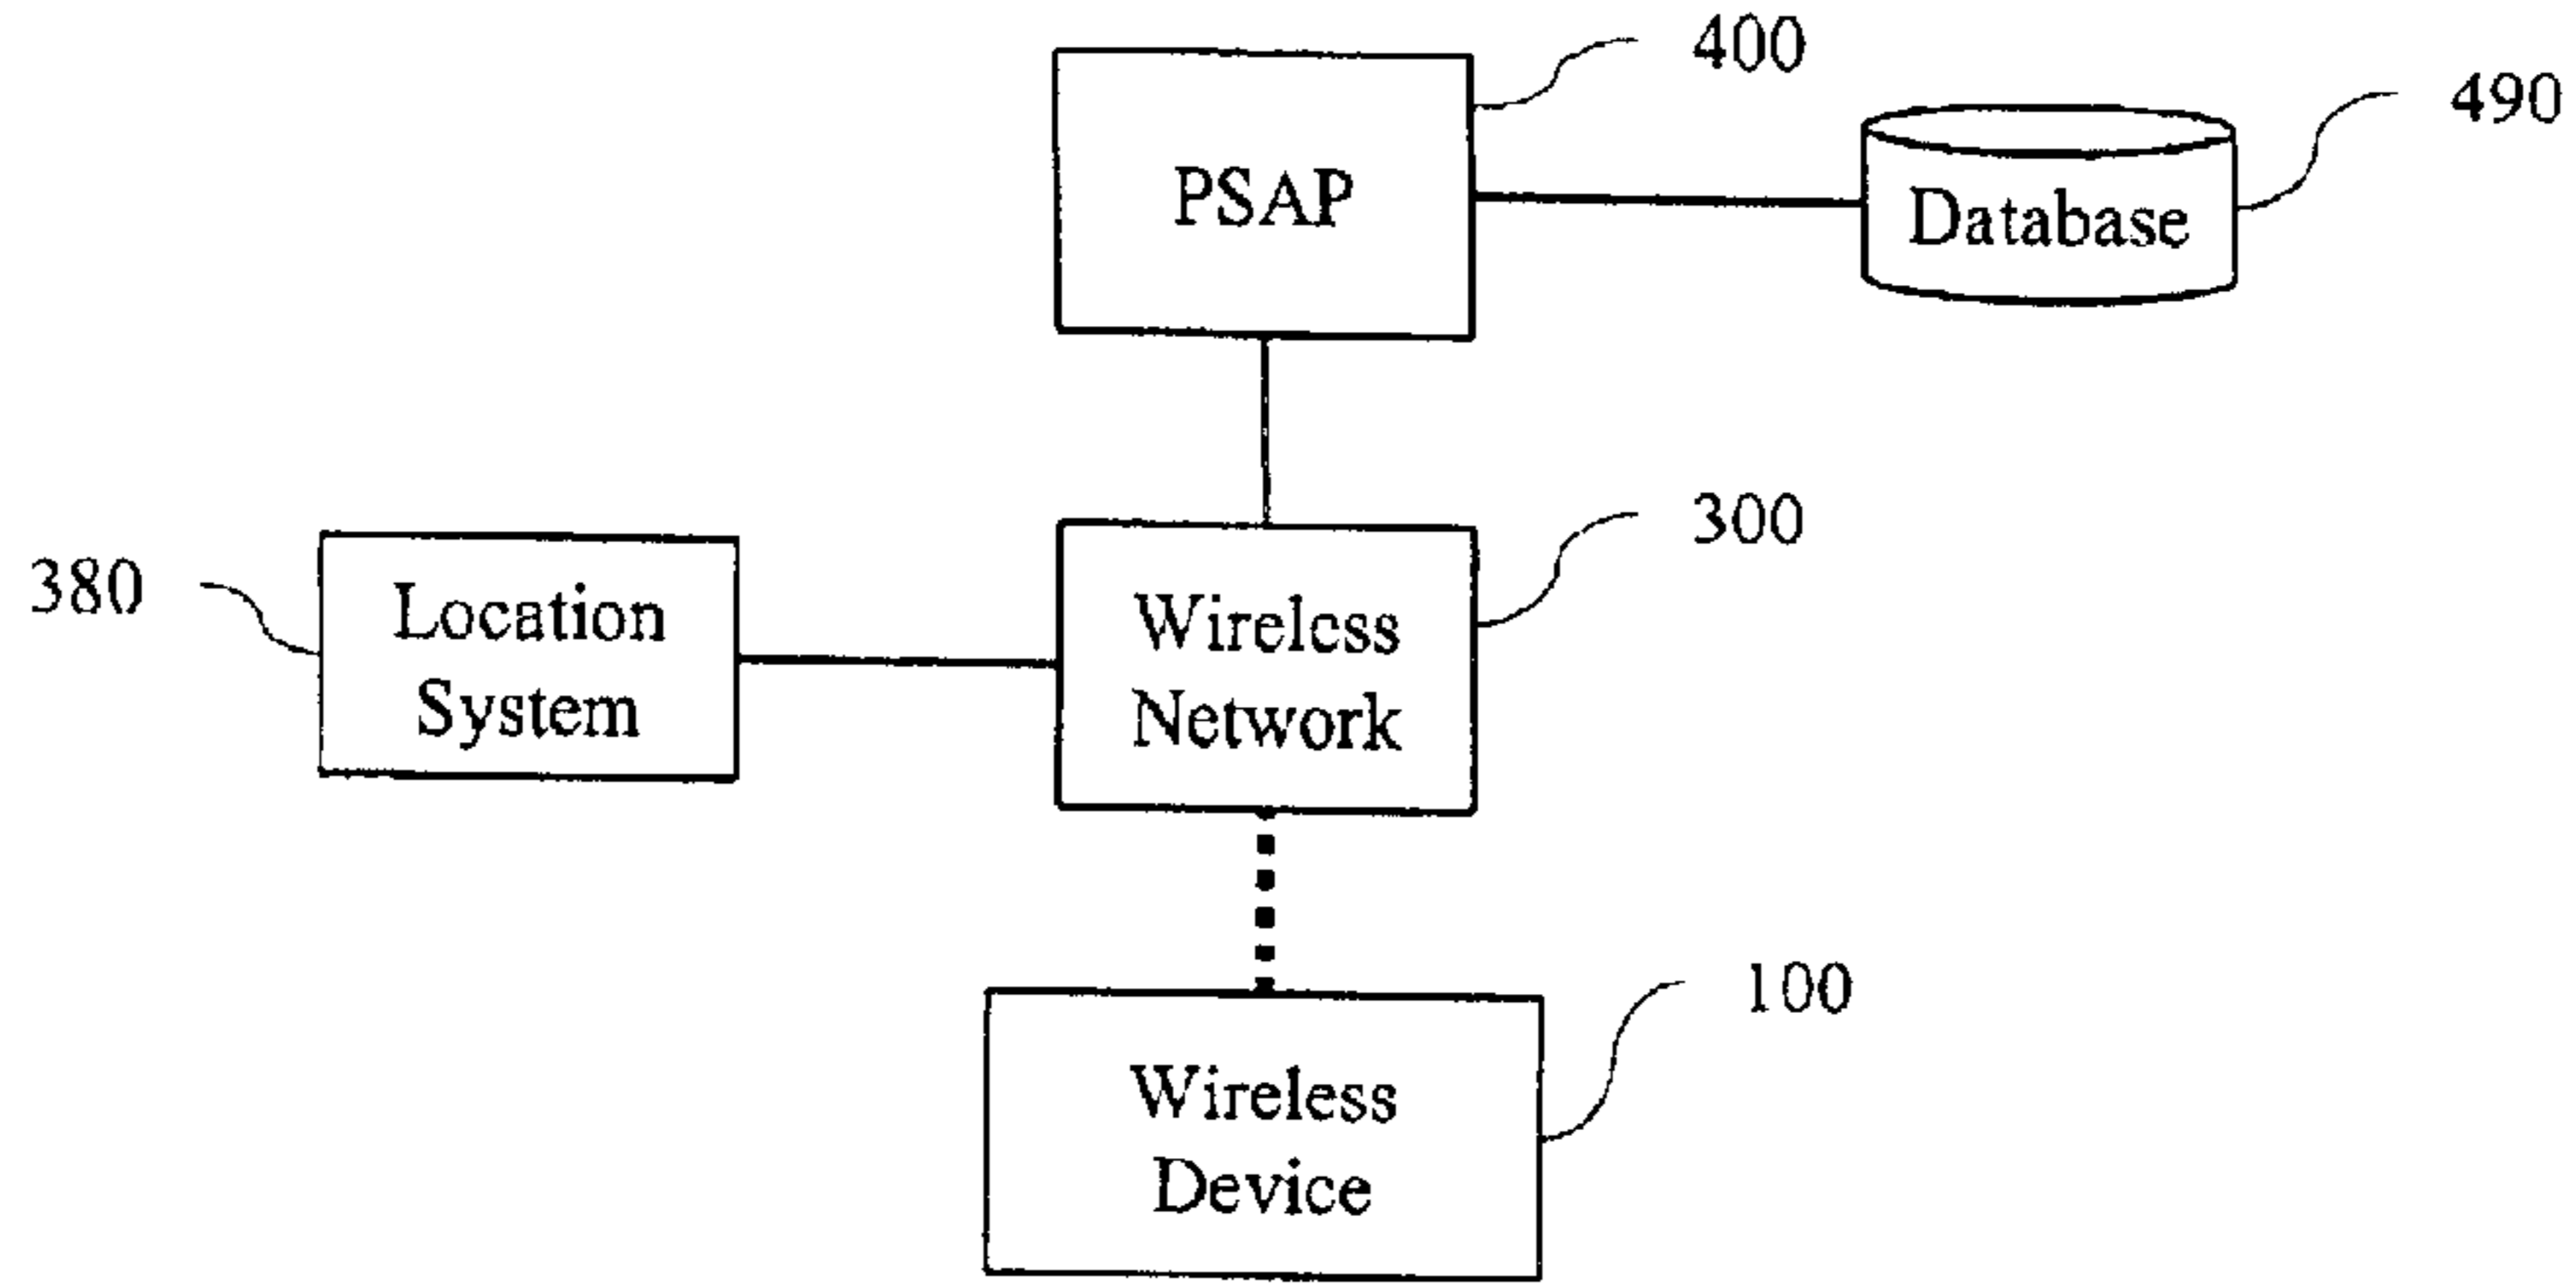 400
490
PSAP
Database
300
380
Location
System
Wireless
Network
100
Wireless
Device